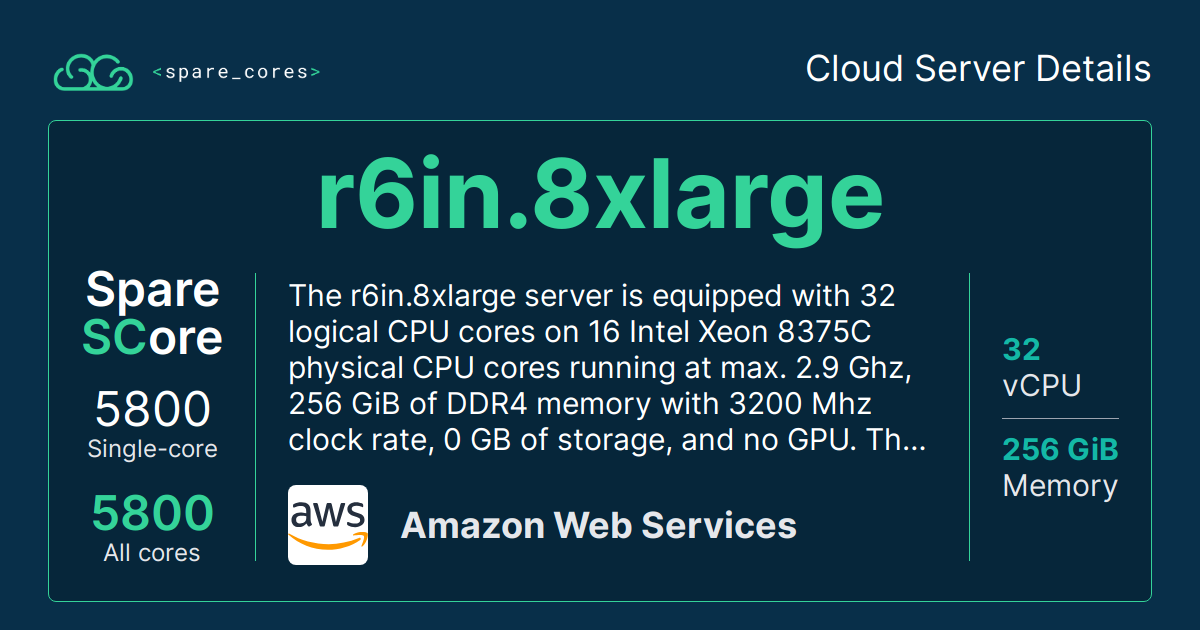 <spare_cores>
Cloud Server Details
r6in.8xlarge
Spare
SCore
5800
Single-core
5800
All cores
The r6in.8xlarge server is equipped with 32
logical CPU cores on 16 Intel Xeon 8375C
physical CPU cores running at max. 2.9 Ghz,
256 GiB of DDR4 memory with 3200 Mhz
clock rate, 0 GB of storage, and no GPU. Th...
aws
Amazon Web Services
32
vCPU
256 GiB
Memory